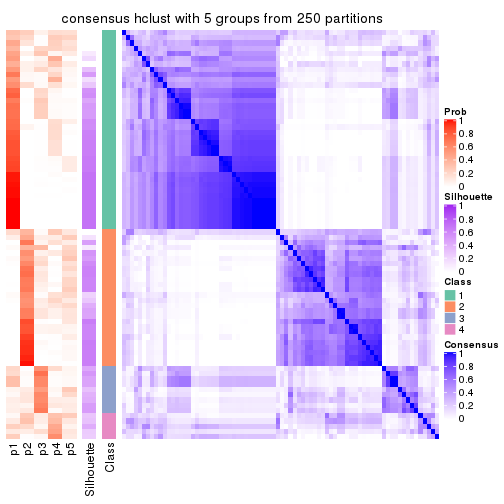 consensus hclust with 5 groups from 250 partitions
Prob
1
0.8
0.6
0.4
0.2
0
Silhouette
1
0.8
0.6
0.4
0.2
0
Class
1
2
3
4
Consensus
1
0.8
0.6
0.4
0.2
0
p1
p2
p3
p4
p5
Silhouette
Class